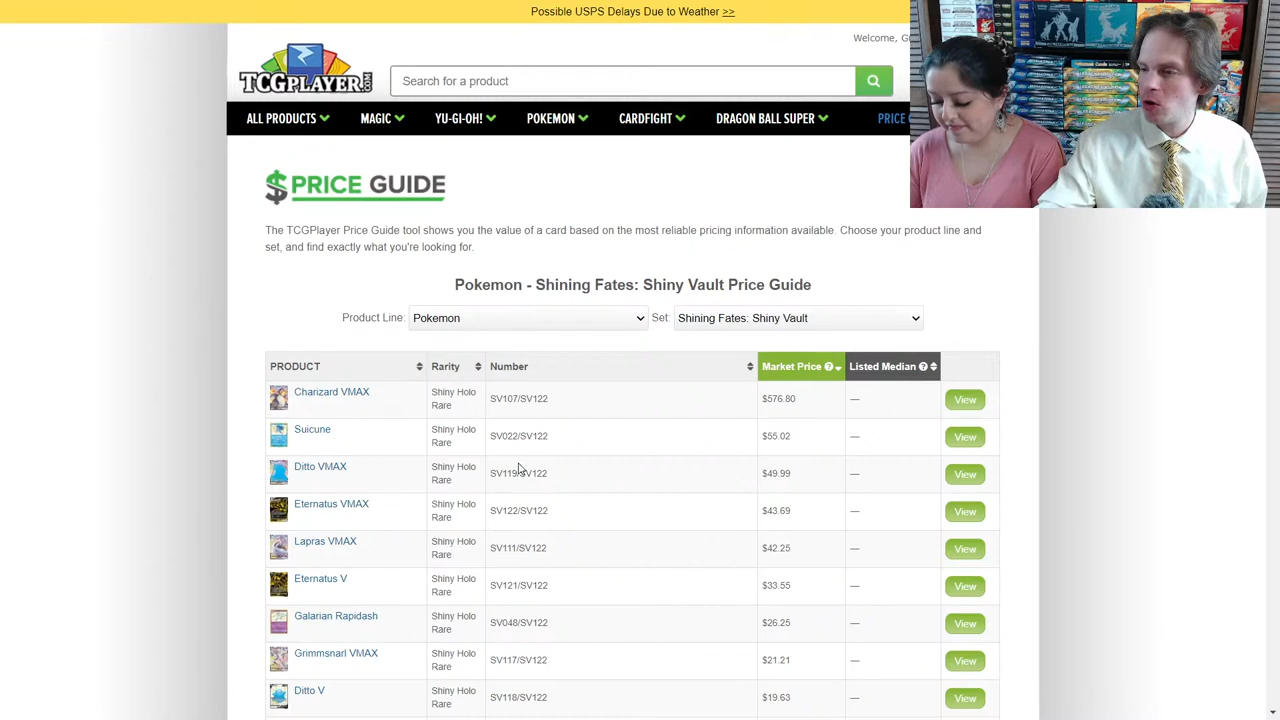 Possible USPS Delays Due to Weather >>
Welcome, G
TCGPLAYER.COM
ch for a product
ALL PRODUCTS
YU-GI-OH!
POKEMON
CARDFIGHT
DRAGON BALL SUPER
PRICE G
$ PRICE GUIDE
The TCGPlayer Price Guide tool shows you the value of a card based on the most reliable pricing information available. Choose your product line and
set, and find exactly what you're looking for.
Pokemon - Shining Fates: Shiny Vault Price Guide
Product Line: Pokemon Set: Shining Fates: Shiny Vault
PRODUCT Rarity Number Market Price ? Listed Median ?
Charizard VMAX Shiny Holo Rare SV107/SV122 $576.80 — View
Suicune Shiny Holo Rare SV022/SV122 $55.02 — View
Ditto VMAX Shiny Holo Rare SV119/SV122 $49.99 — View
Eternatus VMAX Shiny Holo Rare SV122/SV122 $43.69 — View
Lapras VMAX Shiny Holo Rare SV111/SV122 $42.25 — View
Eternatus V Shiny Holo Rare SV121/SV122 $33.55 — View
Galarian Rapidash Shiny Holo Rare SV048/SV122 $26.25 — View
Grimmsnarl VMAX Shiny Holo Rare SV117/SV122 $21.21 — View
Ditto V Shiny Holo Rare SV118/SV122 $19.63 — View